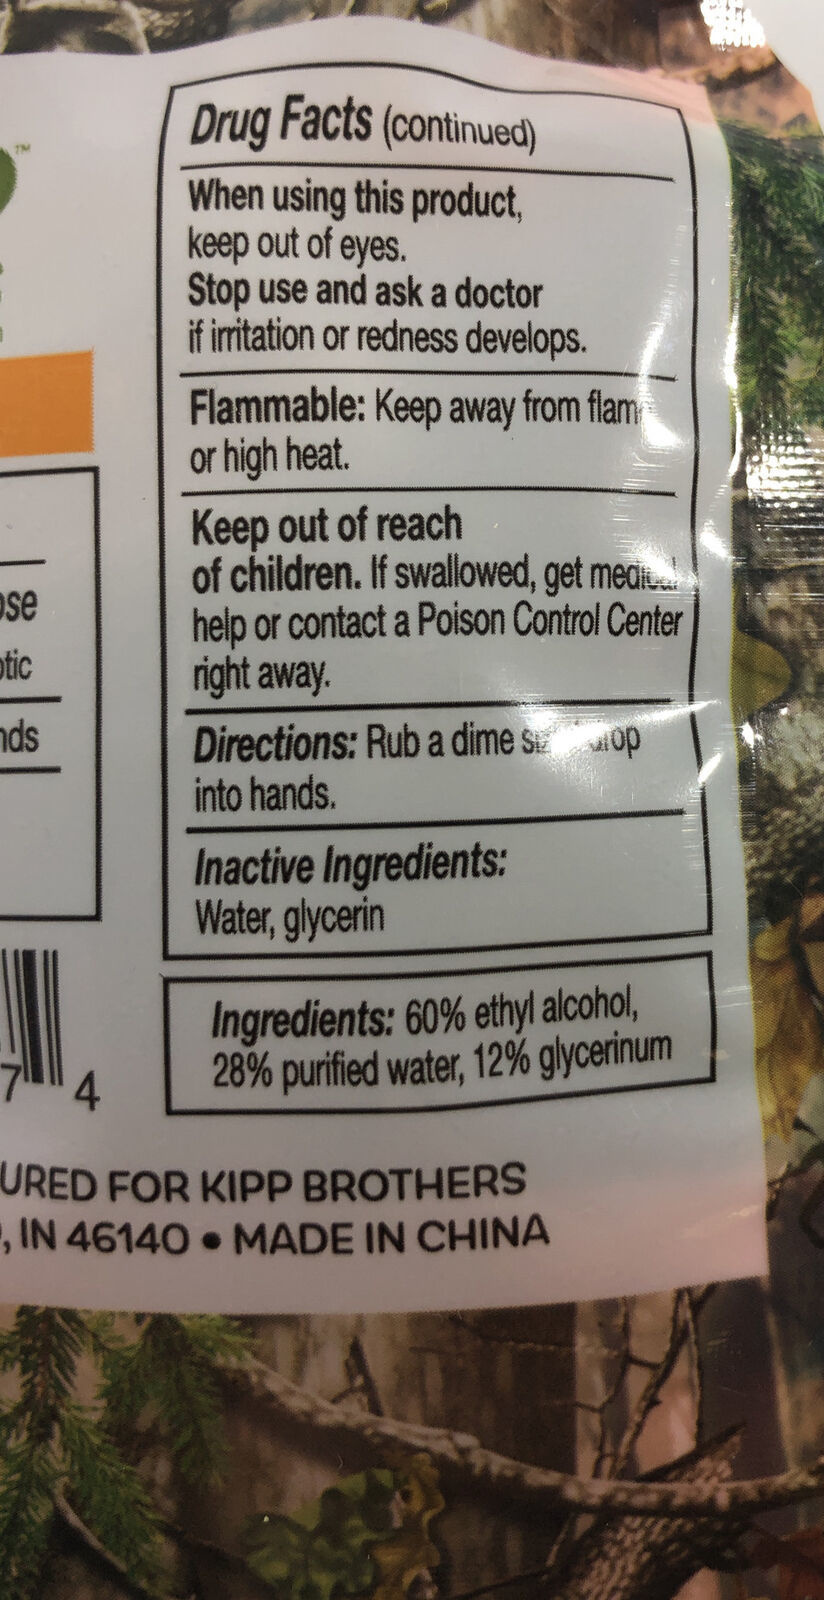 Drug Facts (continued)
When using this product,
keep out of eyes.
Stop use and ask a doctor
if irritation or redness develops.
Flammable: Keep away from flam
or high heat.
Keep out of reach
of children. If swallowed, get medical
help or contact a Poison Control Center
right away.
Directions: Rub a dime drop
into hands.
Inactive Ingredients:
Water, glycerin
Ingredients: 60% ethyl alcohol,
28% purified water, 12% glycerinum
TM
ose
otic
nds
7 4
URED FOR KIPP BROTHERS
, IN 46140 • MADE IN CHINA